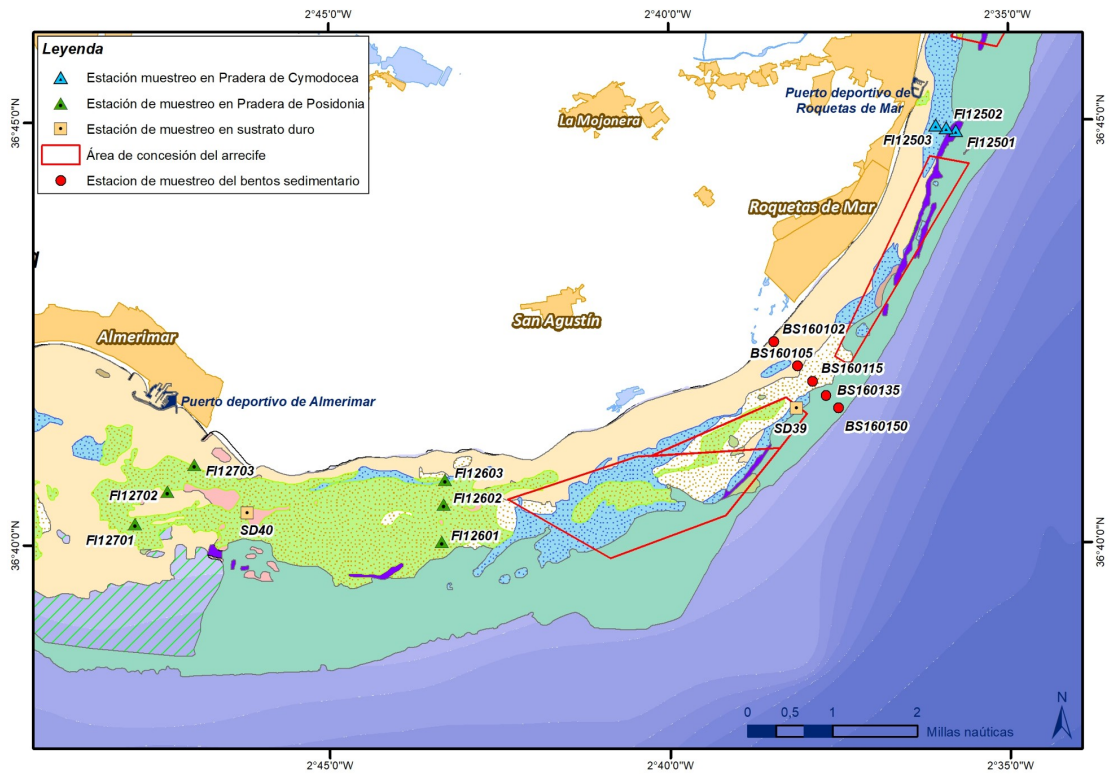 2°45'0"W
2°40'0"W
2°35'0"W
Leyenda
Estación muestreo en Pradera de Cymodocea
Estación de muestreo en Pradera de Posidonia
Estación de muestreo en sustrato duro
Área de concesión del arrecife
Estacion de muestreo del bentos sedimentario
Puerto deportivo de
Roquetas de Mar
La Mojonera
36°45'0"N
36°45'0"N
FI12502
FI12503
FI12501
Roquetas de Mar
San Agustín
Almerímar
BS160102
BS160105
BS160115
BS160135
BS160150
Puerto deportivo de Almerimar
SD39
FI12703
FI12603
FI12702
FI12602
FI12701
SD40
FI12601
36°40'0"N
36°40'0"N
N
0
0,5
1
2
Millas naúticas
2°45'0"W
2°40'0"W
2°35'0"W